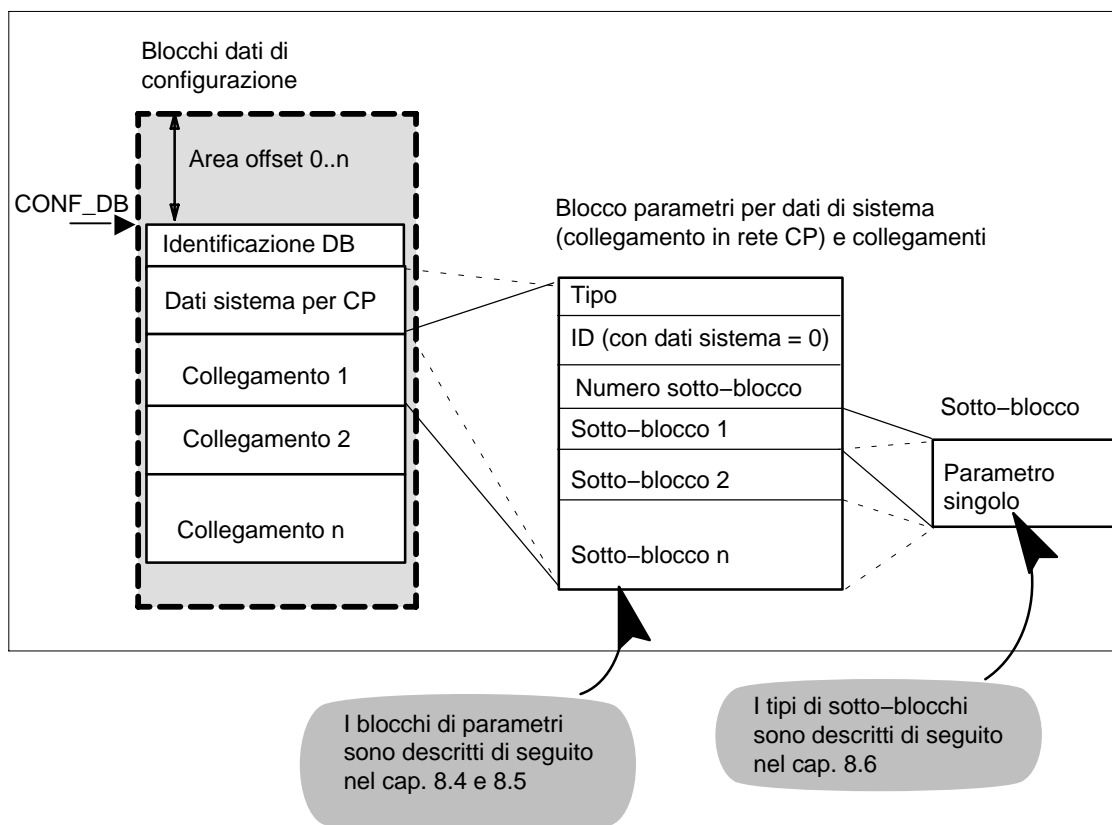 Blocchi dati di
configurazione
Area offset 0..n
CONF_DB
Identificazione DB
Dati sistema per CP
Collegamento 1
Collegamento 2
Collegamento n
Blocco parametri per dati di sistema
(collegamento in rete CP) e collegamenti
Tipo
ID (con dati sistema = 0)
Numero sotto−blocco
Sotto−blocco 1
Sotto−blocco 2
Sotto−blocco n
Sotto−blocco
Parametro
singolo
I blocchi di parametri
sono descritti di seguito
nel cap. 8.4 e 8.5
I tipi di sotto−blocchi
sono descritti di seguito
nel cap. 8.6